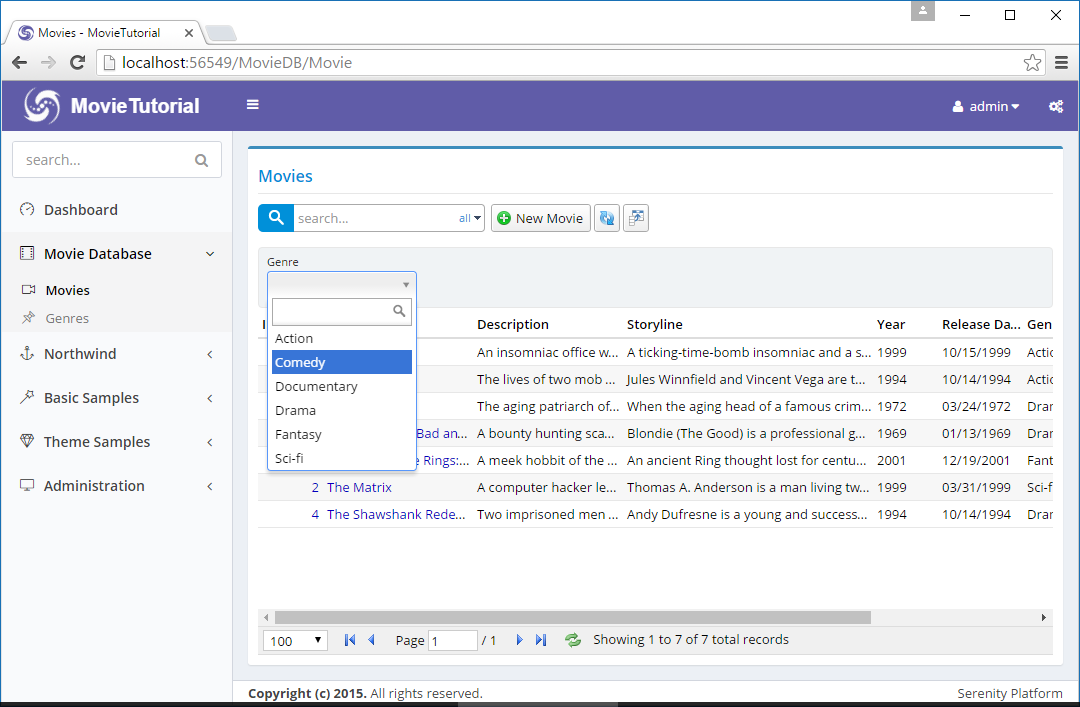 Movies - MovieTutorial
localhost:56549/MovieDB/Movie
MovieTutorial
admin
search...
Dashboard
Movie Database
Movies
Genres
Northwind
Basic Samples
Theme Samples
Administration
Movies
search...
all
New Movie
Genre
Action
Comedy
Documentary
Drama
Fantasy
Sci-fi
Description Storyline Year Release Da... Gen
An insomniac office w... A ticking-time-bomb insomniac and a s... 1999 10/15/1999 Actio
The lives of two mob ... Jules Winnfield and Vincent Vega are t... 1994 10/14/1994 Actio
The aging patriarch of... When the aging head of a famous crim... 1972 03/24/1972 Dran
Bad an... A bounty hunting sca... Blondie (The Good) is a professional g... 1969 01/13/1969 Dran
Rings:... A meek hobbit of the ... An ancient Ring thought lost for centu... 2001 12/19/2001 Fant
2 The Matrix A computer hacker le... Thomas A. Anderson is a man living tw... 1999 03/31/1999 Sci-f
4 The Shawshank Rede... Two imprisoned men ... Andy Dufresne is a young and success... 1994 10/14/1994 Dran
100 Page 1 / 1 Showing 1 to 7 of 7 total records
Copyright (c) 2015. All rights reserved.
Serenity Platform